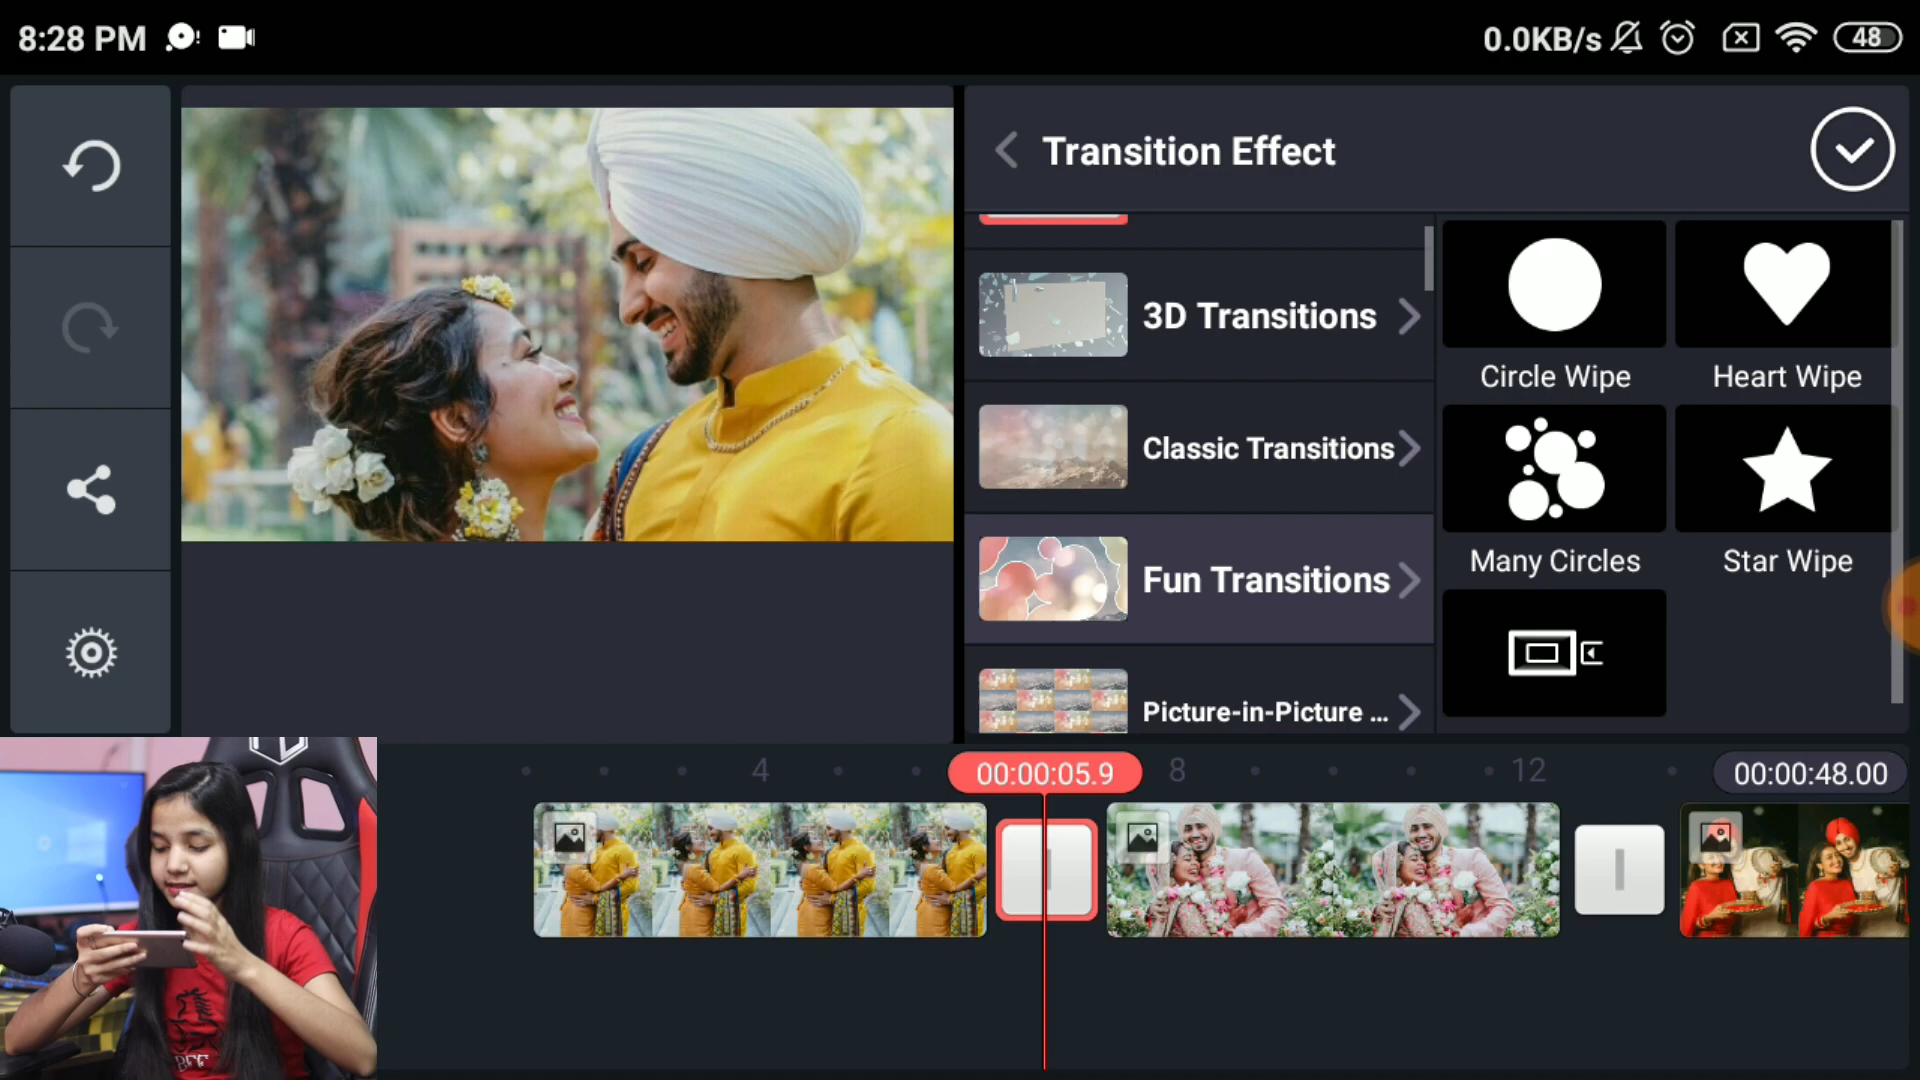 8:28 PM
0.0KB/s
48
Transition Effect
3D Transitions
Classic Transitions
Fun Transitions
Picture-in-Picture ...
Circle Wipe
Heart Wipe
Many Circles
Star Wipe
4
00:00:05.9
8
12
00:00:48.00